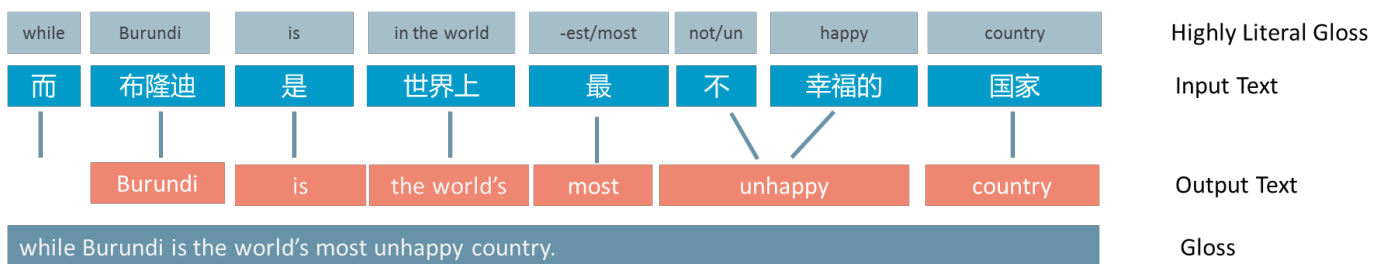 while Burundi is in the world -est/most not/un happy country Highly Literal Gloss
而 布隆迪 是 世界上 最 不 幸福的 国家 Input Text
Burundi is the world's most unhappy country Output Text
while Burundi is the world's most unhappy country. Gloss